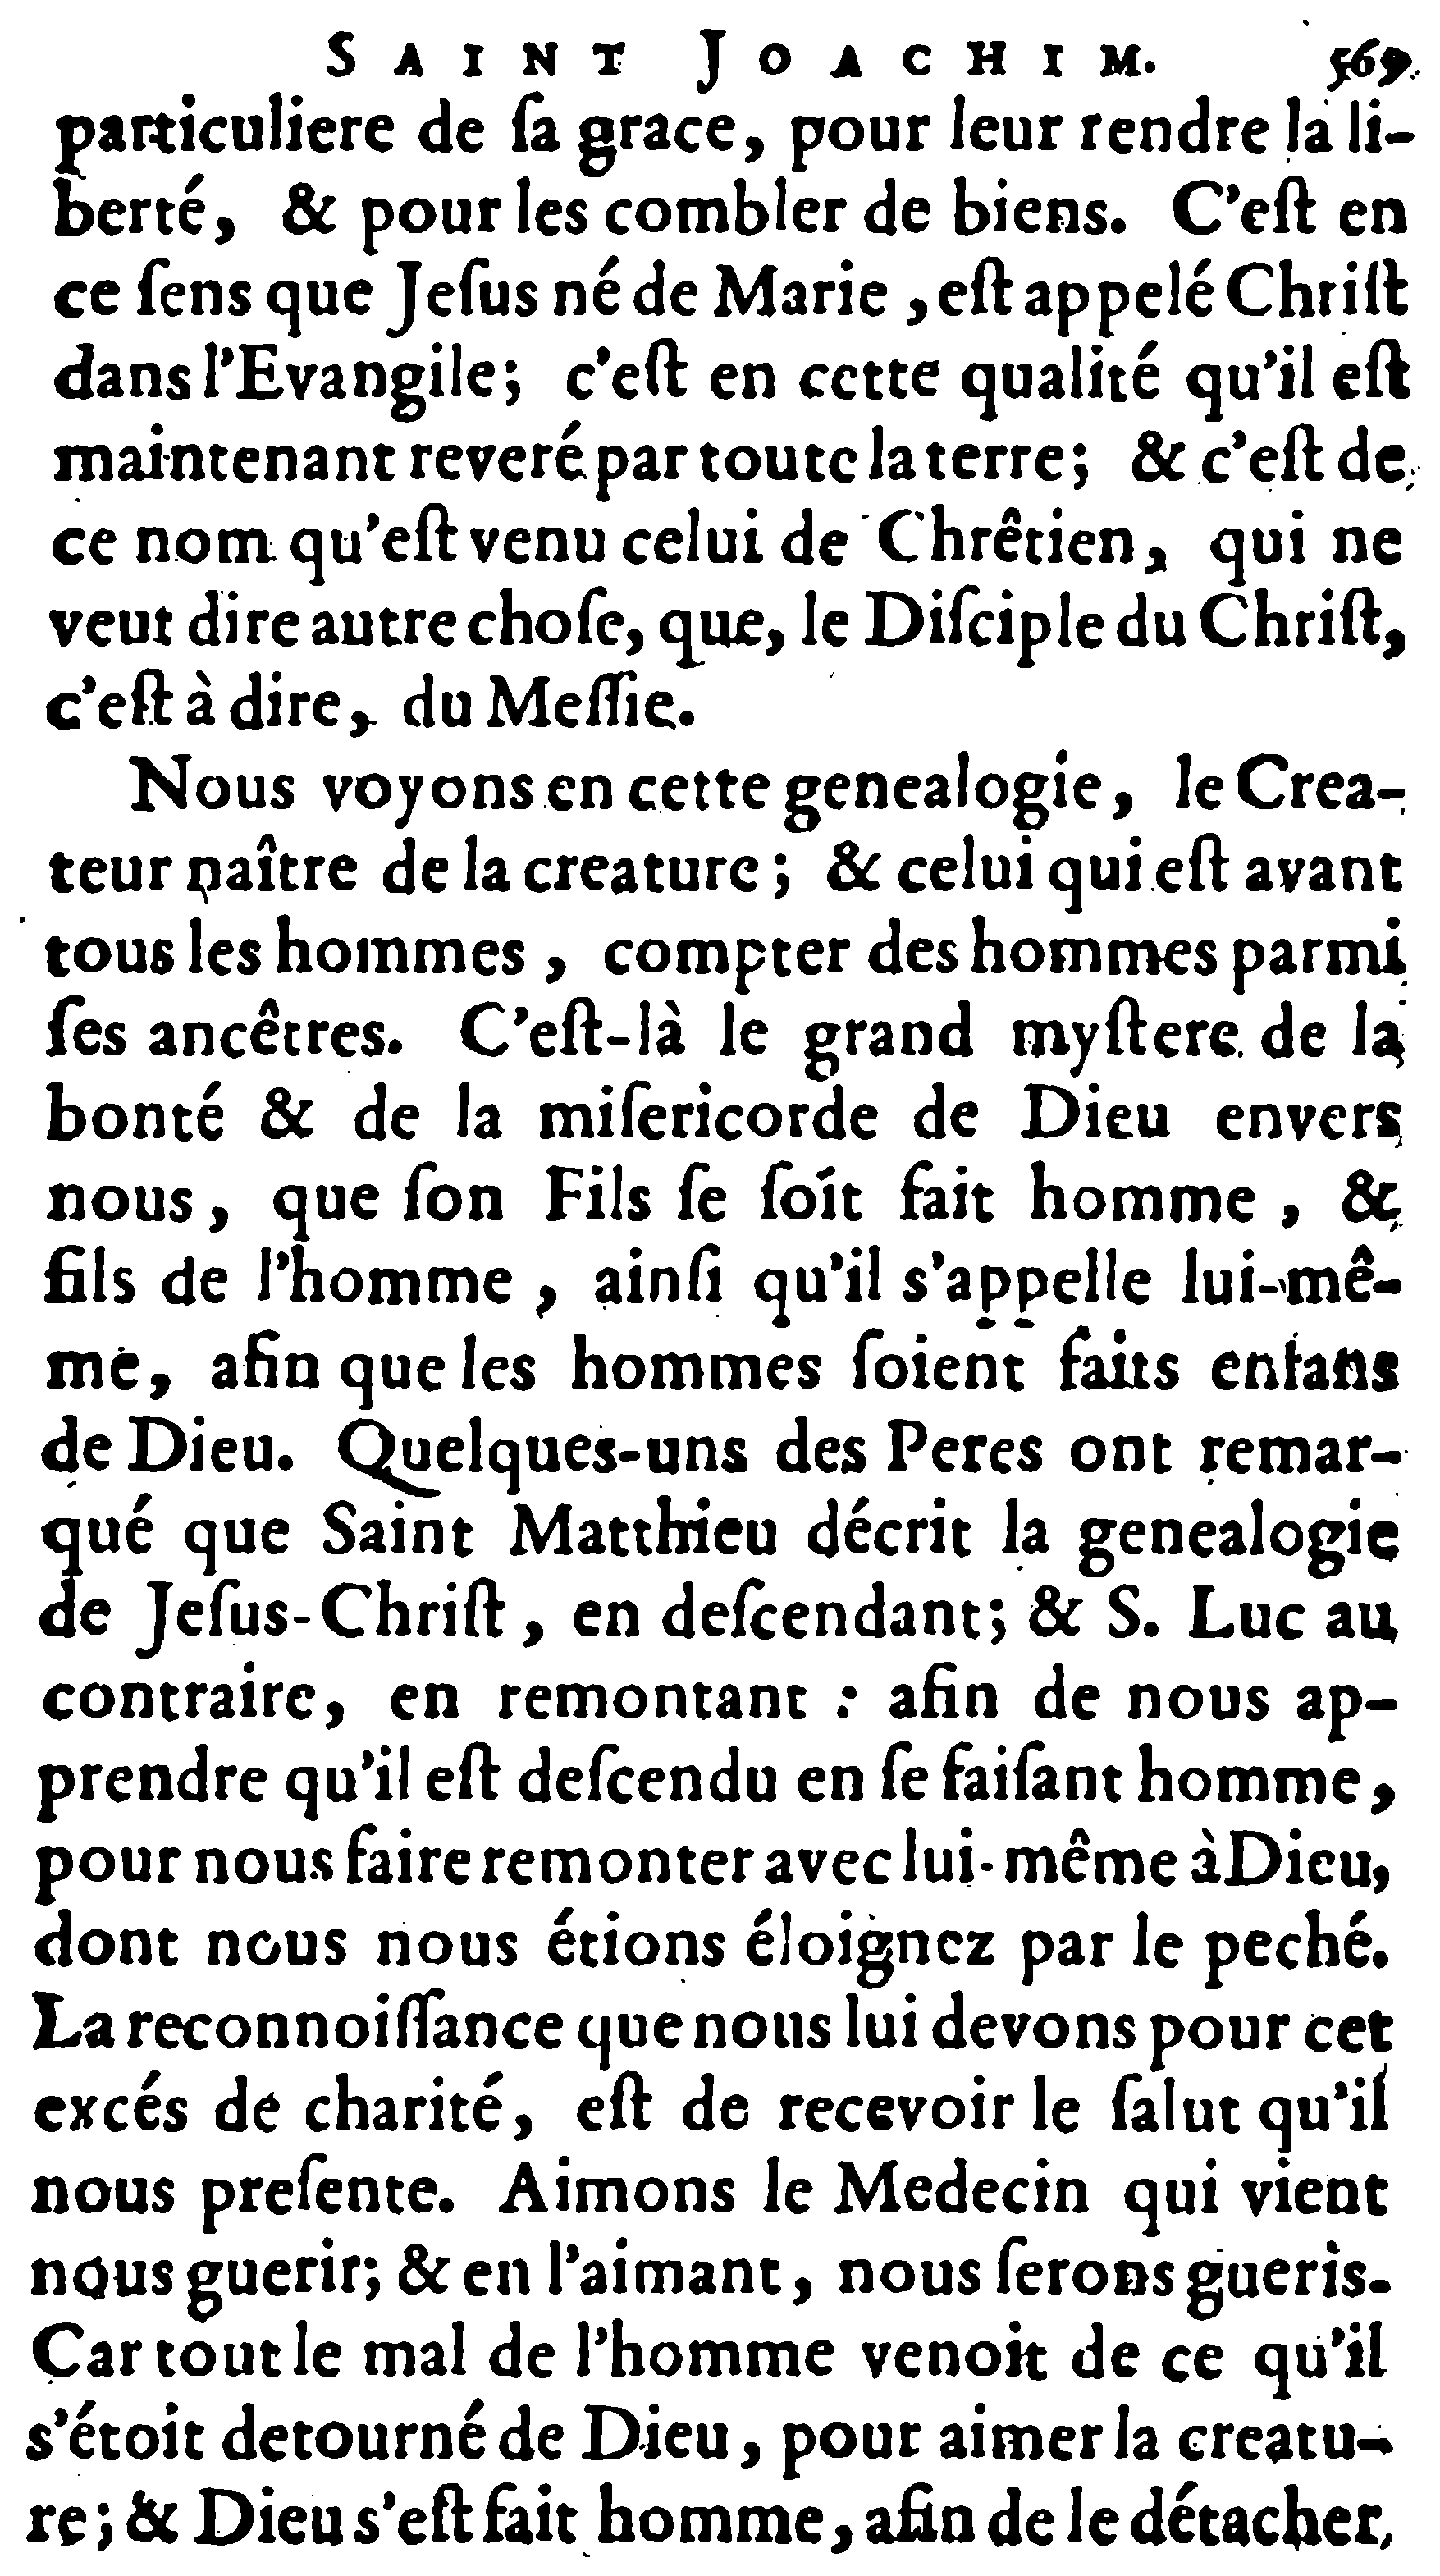 SAINT JOACHIM. 569
particuliere de ſa grace, pour leur rendre la li-
berté, & pour les combler de biens. C'eſt en
ce ſens que Jeſus né de Marie, eſt appelé Chriſt
dans l'Evangile; c'eſt en cette qualité qu'il eſt
maintenant reveré par toute la terre; & c'eſt de
ce nom qu'eſt venu celui de Chrêtien, qui ne
veut dire autre choſe, que, le Diſciple du Chriſt,
c'eſt à dire, du Meſſie.
Nous voyons en cette genealogie, le Crea-
teur naître de la creature; & celui qui eſt avant
tous les hommes, compter des hommes parmi
ſes ancêtres. C'eſt-là le grand myſtere de la
bonté & de la miſericorde de Dieu envers
nous, que ſon Fils ſe ſoit fait homme, &
fils de l'homme, ainſi qu'il s'appelle lui-mê-
me, afin que les hommes ſoient faits enfans
de Dieu. Quelques-uns des Peres ont remar-
qué que Saint Matthieu décrit la genealogie
de Jeſus-Chriſt, en deſcendant; & S. Luc au
contraire, en remontant: afin de nous ap-
prendre qu'il eſt deſcendu en ſe faiſant homme,
pour nous faire remonter avec lui-même à Dieu,
dont nous nous étions éloignez par le peché.
La reconnoiſſance que nous lui devons pour cet
excés de charité, eſt de recevoir le ſalut qu'il
nous preſente. Aimons le Medecin qui vient
nous guerir; & en l'aimant, nous ſerons gueris.
Car tout le mal de l'homme venoit de ce qu'il
s'étoit detourné de Dieu, pour aimer la creatu-
re; & Dieu s'eſt fait homme, afin de le détacher,